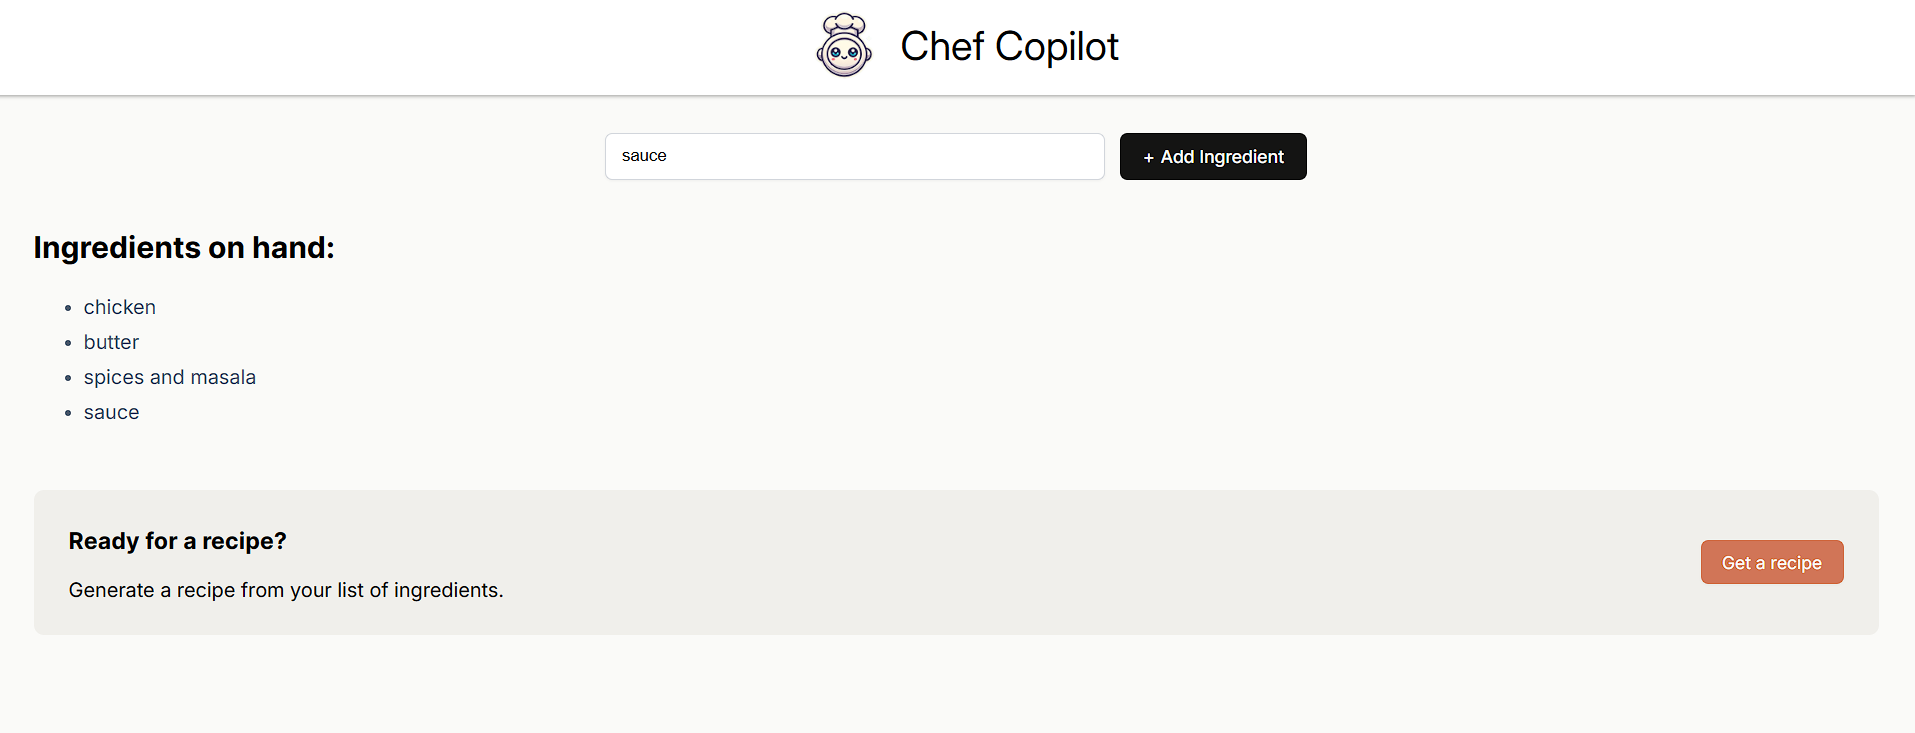 Chef Copilot
sauce
+ Add Ingredient
Ingredients on hand:
chicken
butter
spices and masala
sauce
Ready for a recipe?
Generate a recipe from your list of ingredients.
Get a recipe